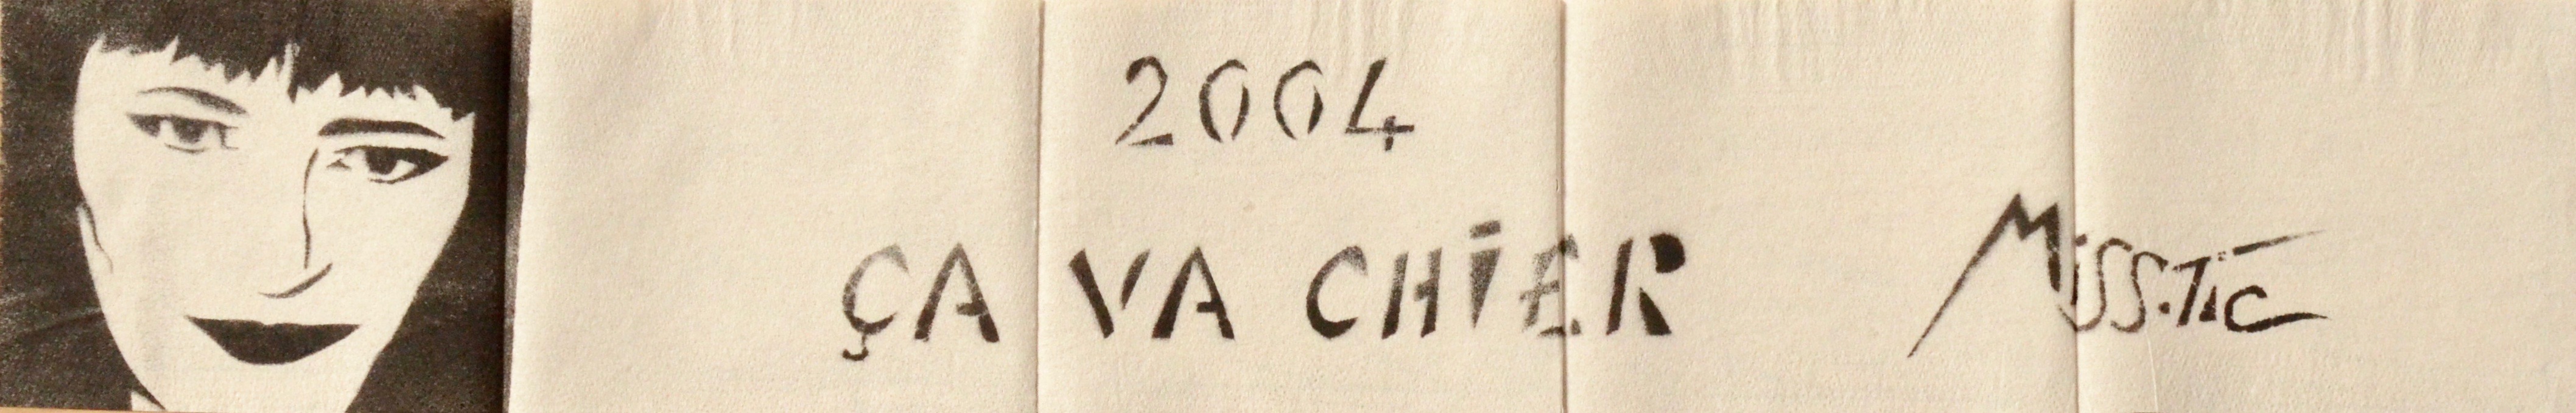 2004
ÇA VA CHiER
MiSS.TiC